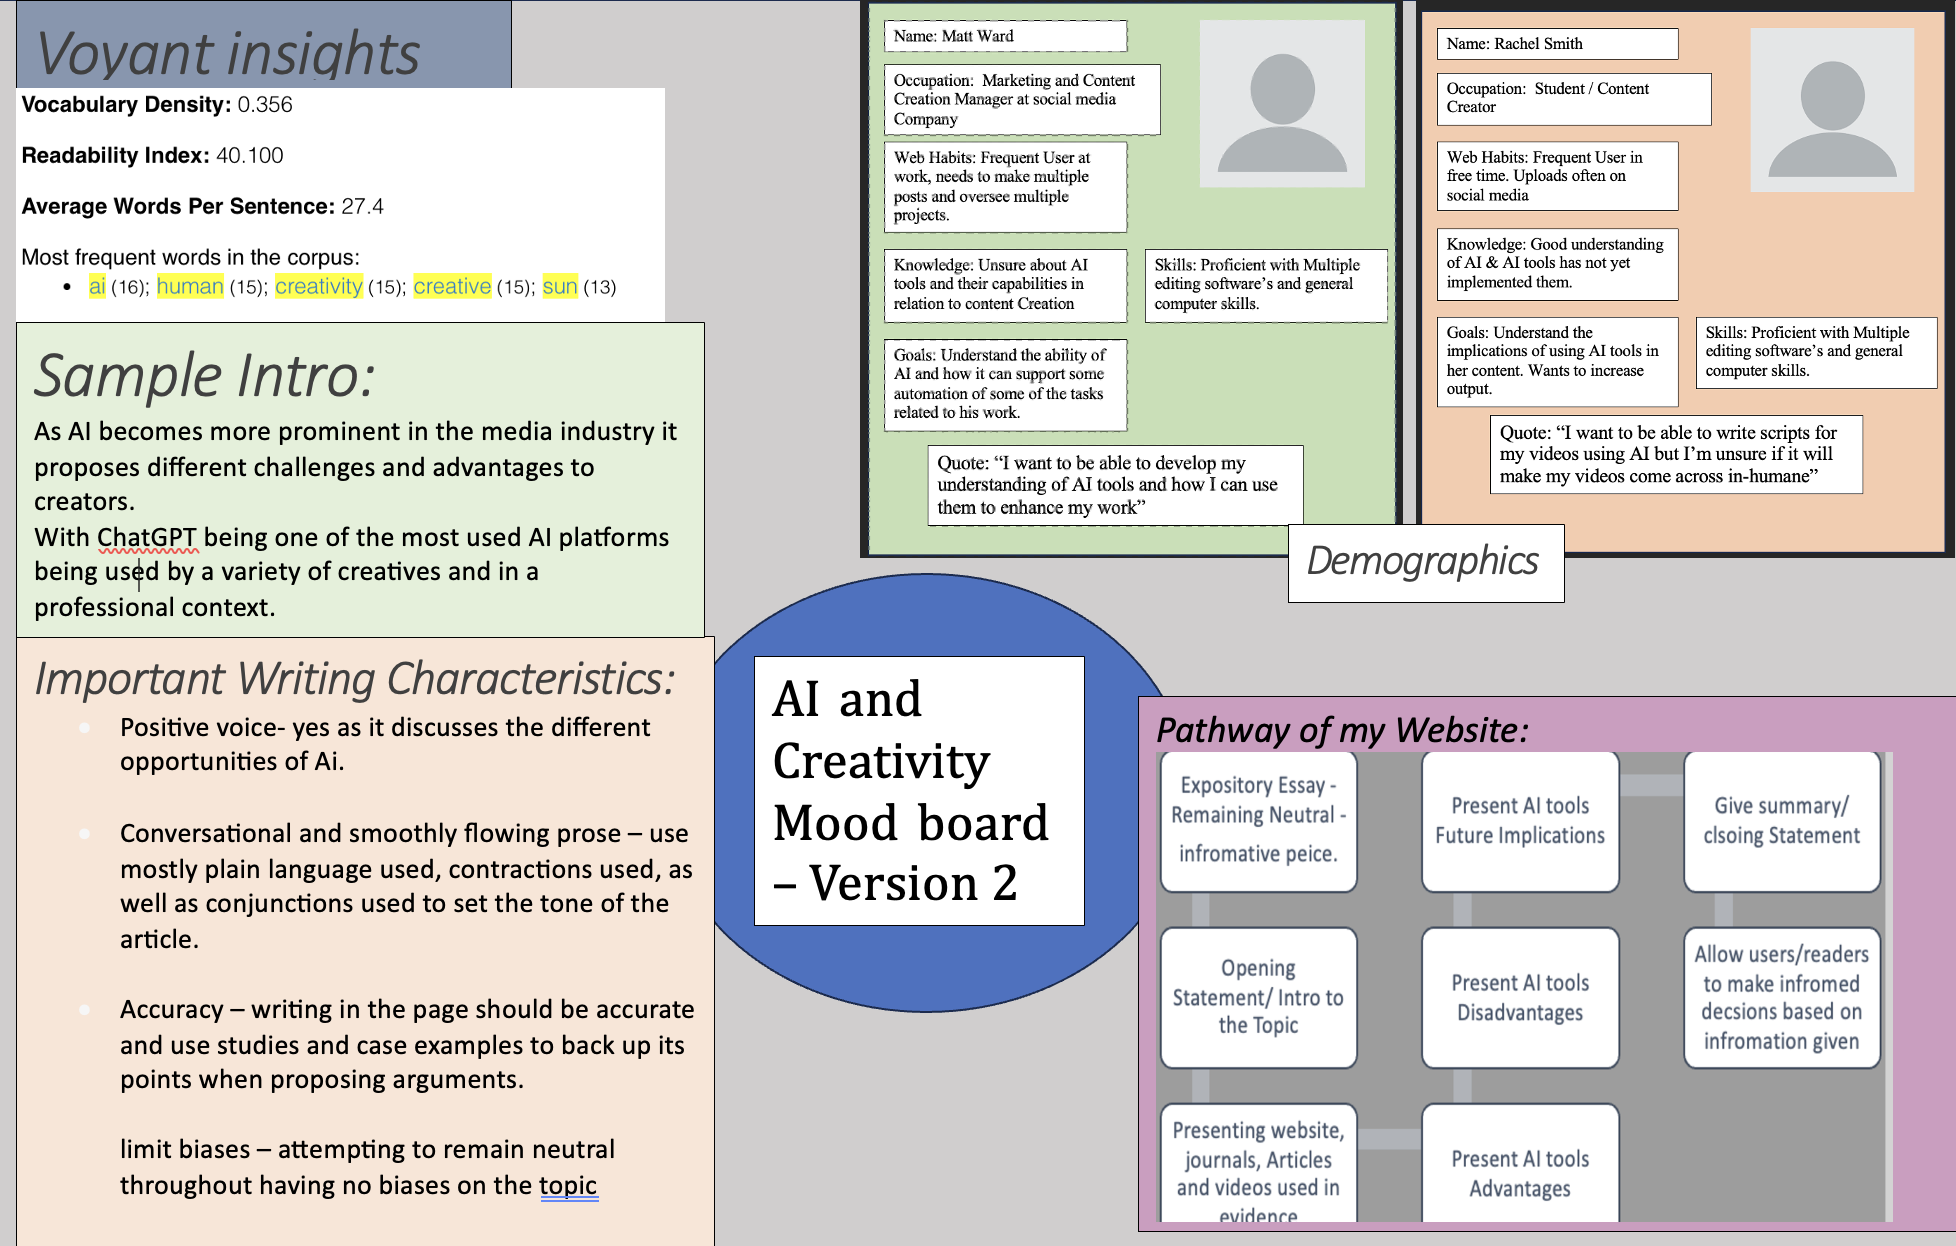 Voyant insights
Vocabulary Density: 0.356
Readability Index: 40.100
Average Words Per Sentence: 27.4
Most frequent words in the corpus:
• ai (16); human (15); creativity (15); creative (15); sun (13)
Sample Intro:
As AI becomes more prominent in the media industry it
proposes different challenges and advantages to
creators.
With ChatGPT being one of the most used AI platforms
being used by a variety of creatives and in a
professional context.
Important Writing Characteristics:
• Positive voice- yes as it discusses the different
opportunities of Ai.
• Conversational and smoothly flowing prose – use
mostly plain language used, contractions used, as
well as conjunctions used to set the tone of the
article.
• Accuracy – writing in the page should be accurate
and use studies and case examples to back up its
points when proposing arguments.
limit biases – attempting to remain neutral
throughout having no biases on the topic
Name: Matt Ward
Occupation: Marketing and Content
Creation Manager at social media
Company
Web Habits: Frequent User at
work, needs to make multiple
posts and oversee multiple
projects.
Knowledge: Unsure about AI
tools and their capabilities in
relation to content Creation
Skills: Proficient with Multiple
editing software's and general
computer skills.
Goals: Understand the ability of
AI and how it can support some
automation of some of the tasks
related to his work.
Quote: “I want to be able to develop my
understanding of AI tools and how I can use
them to enhance my work”
Name: Rachel Smith
Occupation: Student / Content
Creator
Web Habits: Frequent User in
free time. Uploads often on
social media
Knowledge: Good understanding
of AI & AI tools has not yet
implemented them.
Goals: Understand the
implications of using AI tools in
her content. Wants to increase
output.
Skills: Proficient with Multiple
editing software's and general
computer skills.
Quote: “I want to be able to write scripts for
my videos using AI but I'm unsure if it will
make my videos come across in-humane”
Demographics
AI and
Creativity
Mood board
– Version 2
Pathway of my Website:
Expository Essay -
Remaining Neutral -
infromative peice.
Opening
Statement/ Intro to
the Topic
Presenting website,
journals, Articles
and videos used in
evidence
Present AI tools
Advantages
Present AI tools
Disadvantages
Present AI tools
Future Implications
Give summary/
clsoing Statement
Allow users/readers
to make infromed
decsions based on
infromation given